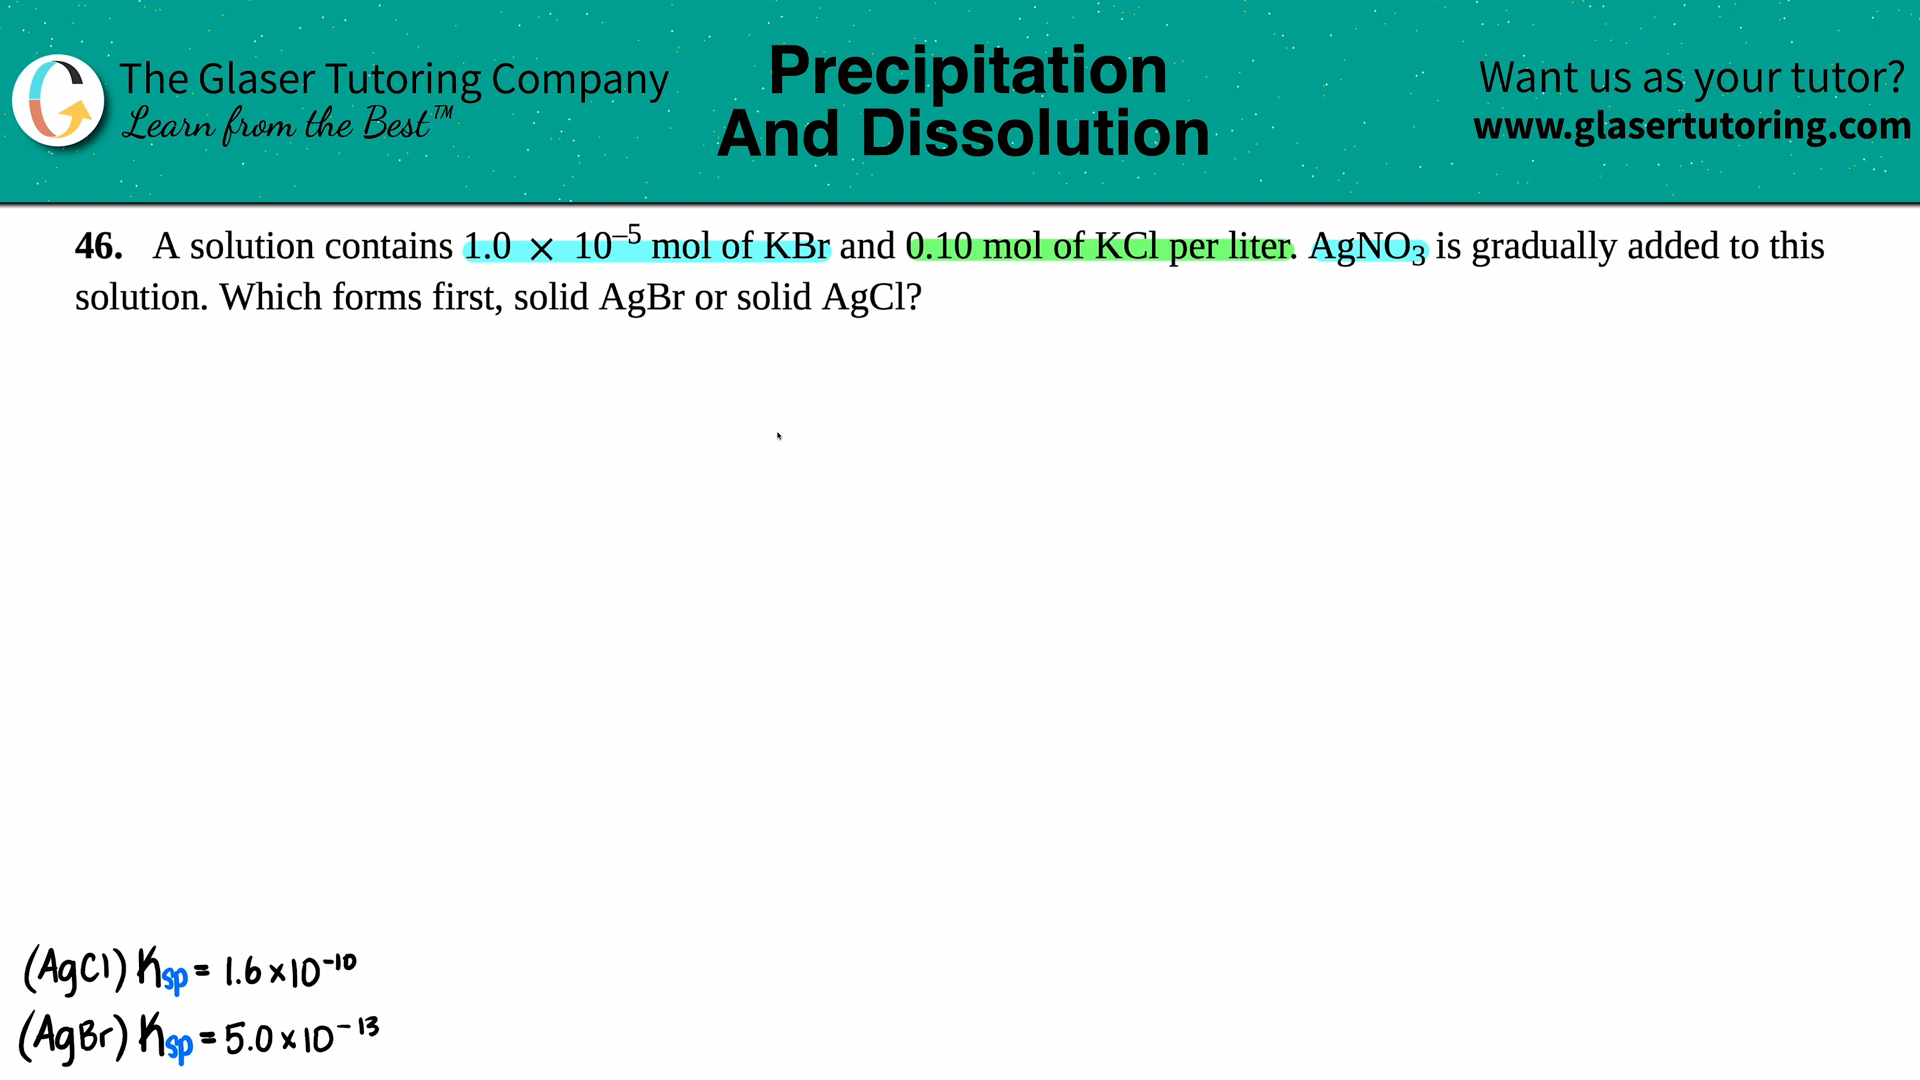 The Glaser Tutoring Company
Learn from the Best™
Precipitation
And Dissolution
Want us as your tutor?
www.glasertutoring.com
46. A solution contains 1.0 × 10⁻⁵ mol of KBr and 0.10 mol of KCl per liter. AgNO₃ is gradually added to this
solution. Which forms first, solid AgBr or solid AgCl?
(AgCl) Ksp = 1.6 × 10⁻¹⁰
(AgBr) Ksp = 5.0 × 10⁻¹³